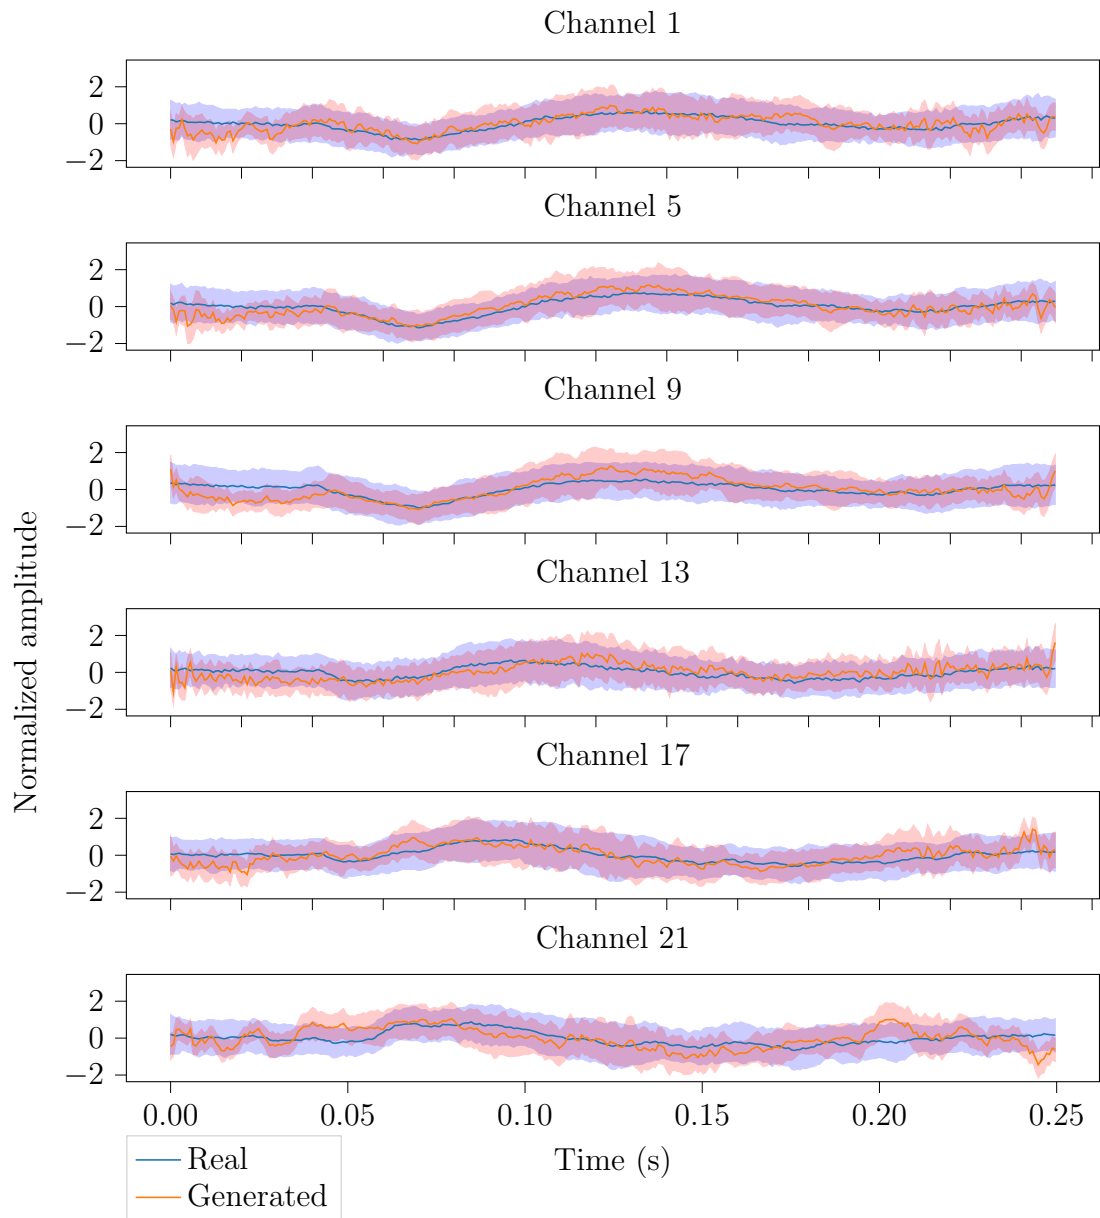 Channel 1
2
0
−2
Channel 5
2
0
−2
Channel 9
2
0
−2
Normalized amplitude
Channel 13
2
0
−2
Channel 17
2
0
−2
Channel 21
2
0
−2
0.00 0.05 0.10 0.15 0.20 0.25
Time (s)
Real
Generated